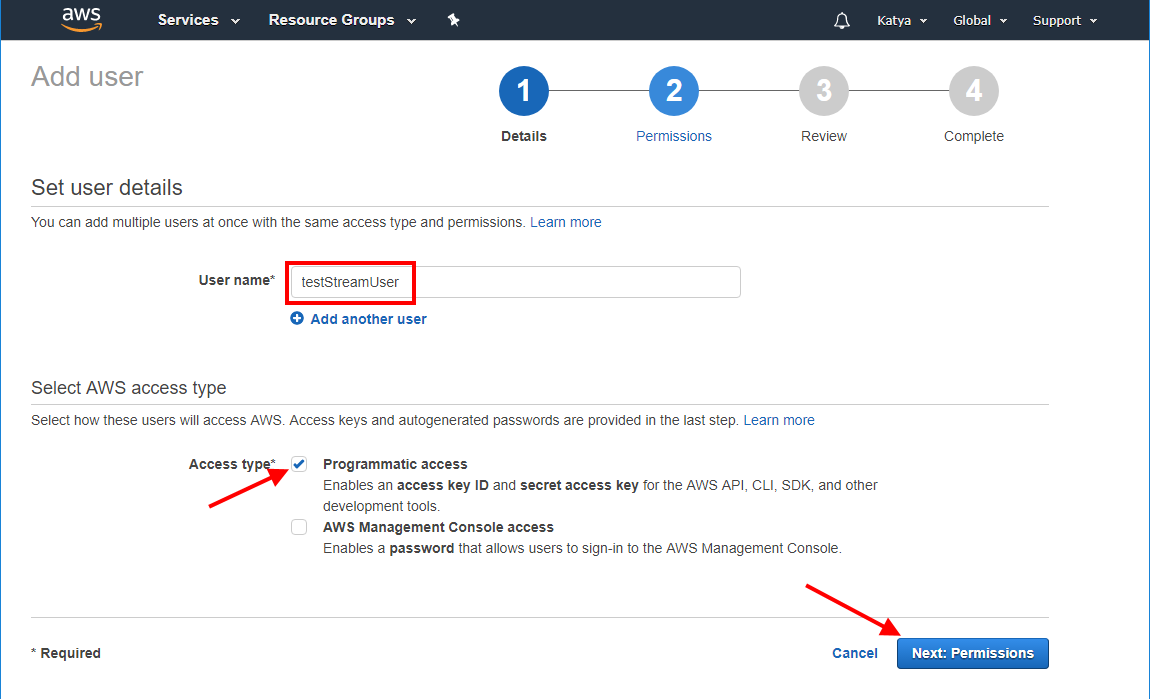 aws Services Resource Groups Katya Global Support
Add user
1 2 3 4
Details Permissions Review Complete
Set user details
You can add multiple users at once with the same access type and permissions. Learn more
User name* testStreamUser
Add another user
Select AWS access type
Select how these users will access AWS. Access keys and autogenerated passwords are provided in the last step. Learn more
Access type* Programmatic access
Enables an access key ID and secret access key for the AWS API, CLI, SDK, and other
development tools.
AWS Management Console access
Enables a password that allows users to sign-in to the AWS Management Console.
* Required Cancel Next: Permissions